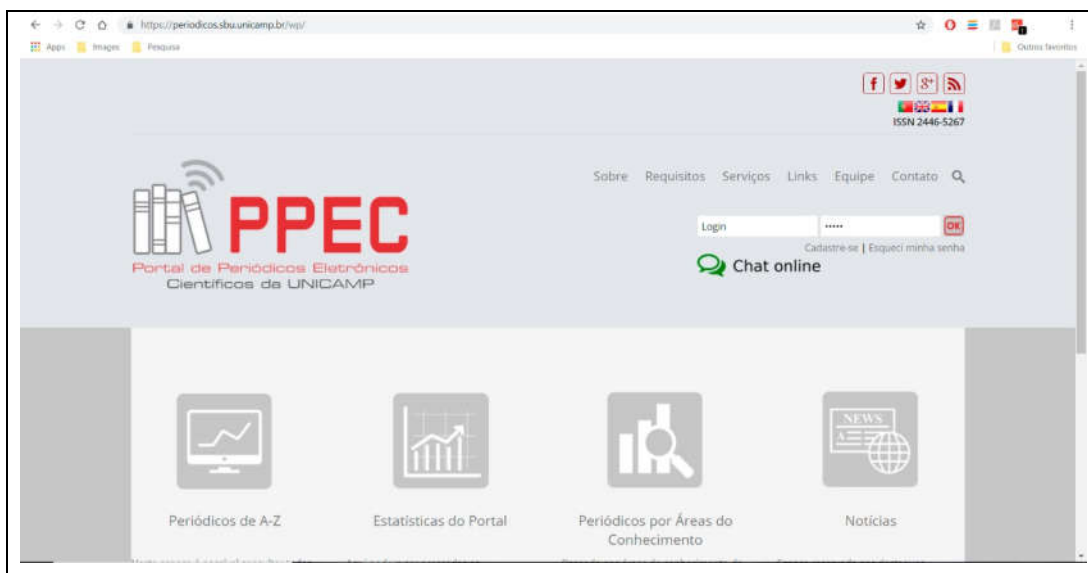 https://periodicos.sbu.unicamp.br/wp/
Apps Images Pesquisa Outros favoritos
f 8+
ISSN 2446-5267
Sobre Requisitos Serviços Links Equipe Contato
PPEC
Portal de Periódicos Eletrônicos
Científicos da UNICAMP
Login ••••• OK
Cadastre-se | Esqueci minha senha
Chat online
NEWS
Periódicos de A-Z Estatísticas do Portal Periódicos por Áreas do Notícias
Conhecimento